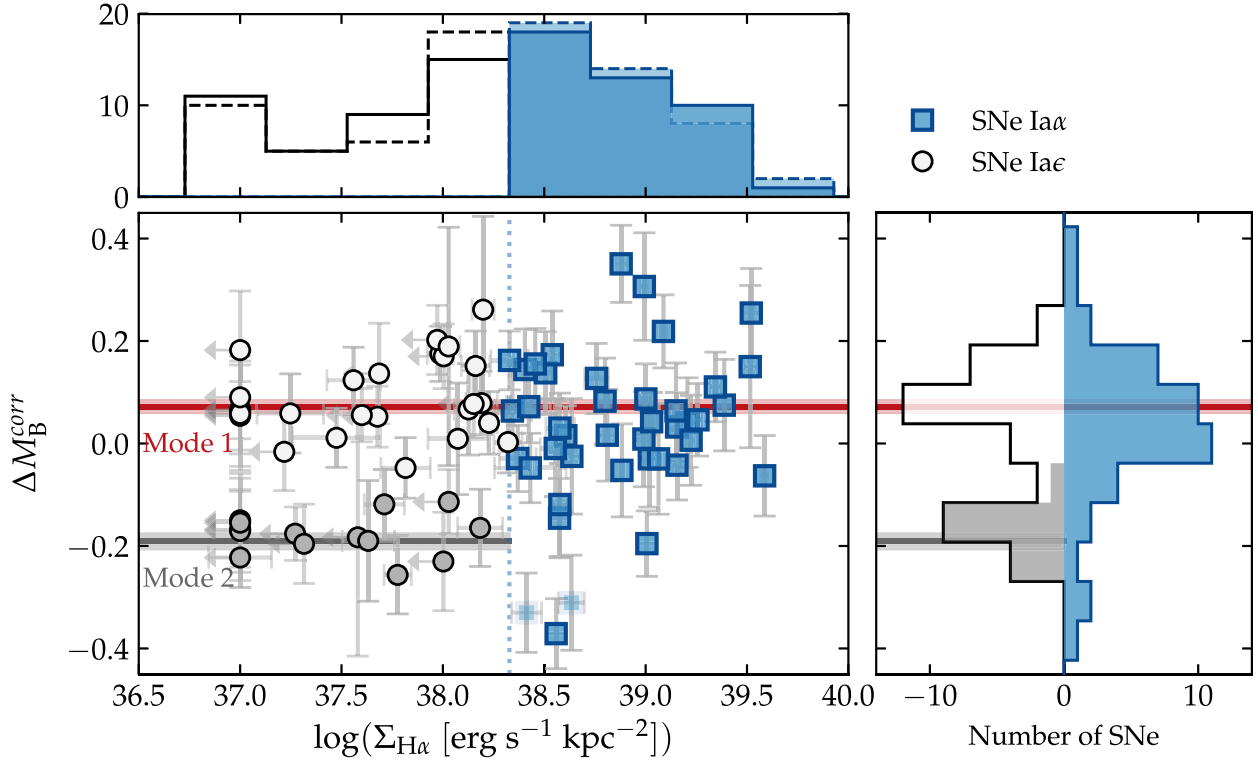 20
10
0
SNe Iaα
SNe Iaϵ
0.4
0.2
0.0
−0.2
−0.4
ΔM_B^{corr}
Mode 1
Mode 2
36.5 37.0 37.5 38.0 38.5 39.0 39.5 40.0
−10 0 10
log(Σ_{Hα} [erg s^{−1} kpc^{−2}])
Number of SNe